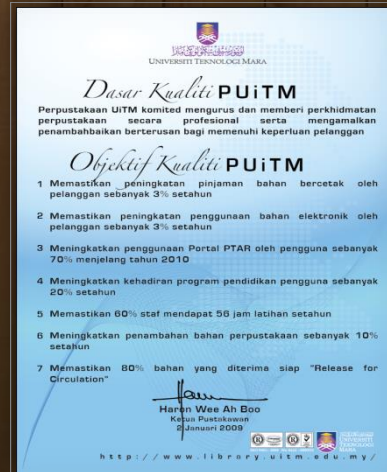 UNIVERSITI TEKNOLOGI MARA
Dasar Kualiti PUiTM
Perpustakaan UiTM komited mengurus dan memberi perkhidmatan
perpustakaan secara profesional serta mengamalkan
penambahbaikan berterusan bagi memenuhi keperluan pelanggan
Objektif Kualiti PUiTM
1 Memastikan peningkatan pinjaman bahan bercetak oleh
pelanggan sebanyak 3% setahun
2 Memastikan peningkatan penggunaan bahan elektronik oleh
pelanggan sebanyak 3% setahun
3 Meningkatkan penggunaan Portal PTAR oleh pengguna sebanyak
70% menjelang tahun 2010
4 Meningkatkan kehadiran program pendidikan pengguna sebanyak
20% setahun
5 Memastikan 60% staf mendapat 56 jam latihan setahun
6 Meningkatkan penambahan bahan perpustakaan sebanyak 10%
setahun
7 Memastikan 80% bahan yang diterima siap "Release for
Circulation"
Haron Wee Ah Boo
Ketua Pustakawan
2 Januari 2009
http://www.library.uitm.edu.my/